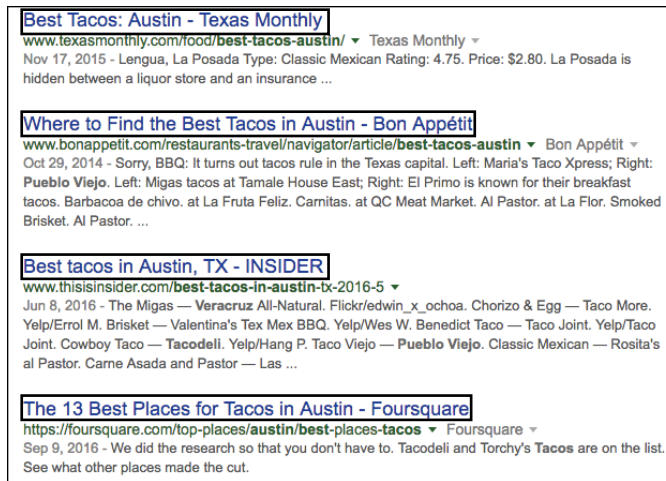 Best Tacos: Austin - Texas Monthly
www.texasmonthly.com/food/best-tacos-austin/ Texas Monthly
Nov 17, 2015 - Lengua, La Posada Type: Classic Mexican Rating: 4.75. Price: $2.80. La Posada is
hidden between a liquor store and an insurance ...
Where to Find the Best Tacos in Austin - Bon Appétit
www.bonappetit.com/restaurants-travel/navigator/article/best-tacos-austin Bon Appétit
Oct 29, 2014 - Sorry, BBQ: It turns out tacos rule in the Texas capital. Left: Maria's Taco Xpress; Right:
Pueblo Viejo. Left: Migas tacos at Tamale House East; Right: El Primo is known for their breakfast
tacos. Barbacoa de chivo. at La Fruta Feliz. Carnitas. at QC Meat Market. Al Pastor. at La Flor. Smoked
Brisket. Al Pastor. ...
Best tacos in Austin, TX - INSIDER
www.thisisinsider.com/best-tacos-in-austin-tx-2016-5
Jun 8, 2016 - The Migas — Veracruz All-Natural. Flickr/edwin_x_ochoa. Chorizo & Egg — Taco More.
Yelp/Errol M. Brisket — Valentina's Tex Mex BBQ. Yelp/Wes W. Benedict Taco — Taco Joint. Yelp/Taco
Joint. Cowboy Taco — Tacodeli. Yelp/Hang P. Taco Viejo — Pueblo Viejo. Classic Mexican — Rosita's
al Pastor. Carne Asada and Pastor — Las ...
The 13 Best Places for Tacos in Austin - Foursquare
https://foursquare.com/top-places/austin/best-places-tacos Foursquare
Sep 9, 2016 - We did the research so that you don't have to. Tacodeli and Torchy's Tacos are on the list.
See what other places made the cut.